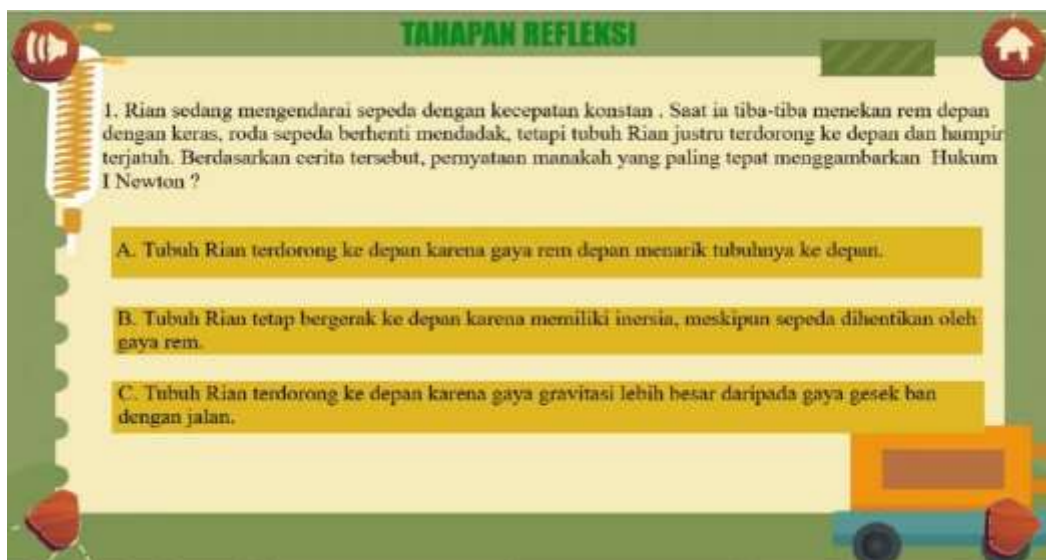 TAHAPAN REFLEKSI
1. Rian sedang mengendarai sepeda dengan kecepatan konstan . Saat ia tiba-tiba menekan rem depan
dengan keras, roda sepeda berhenti mendadak, tetapi tubuh Rian justru terdorong ke depan dan hampir
terjatuh. Berdasarkan cerita tersebut, pernyataan manakah yang paling tepat menggambarkan Hukum
I Newton ?
A. Tubuh Rian terdorong ke depan karena gaya rem depan menarik tubuhnya ke depan.
B. Tubuh Rian tetap bergerak ke depan karena memiliki inersia, meskipun sepeda dihentikan oleh
gaya rem.
C. Tubuh Rian terdorong ke depan karena gaya gravitasi lebih besar daripada gaya gesek ban
dengan jalan.